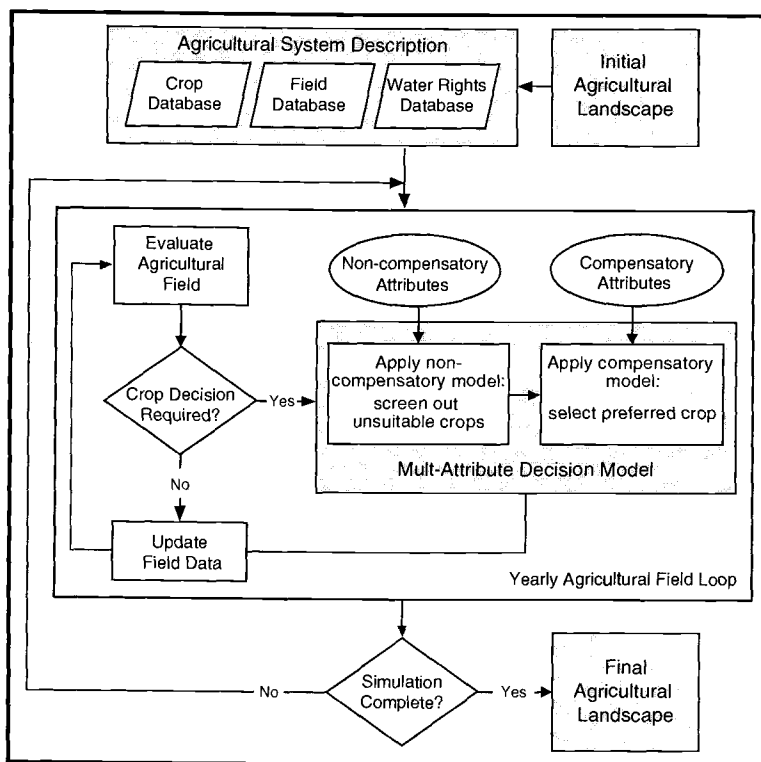 Agricultural System Description
Crop
Database
Field
Database
Water Rights
Database
Initial
Agricultural
Landscape
Evaluate
Agricultural
Field
Non-compensatory
Attributes
Compensatory
Attributes
Crop Decision
Required?
Yes
Apply non-
compensatory model:
screen out
unsuitable crops
Apply compensatory
model:
select preferred crop
Mult-Attribute Decision Model
No
Update
Field Data
Yearly Agricultural Field Loop
No
Simulation
Complete?
Yes
Final
Agricultural
Landscape